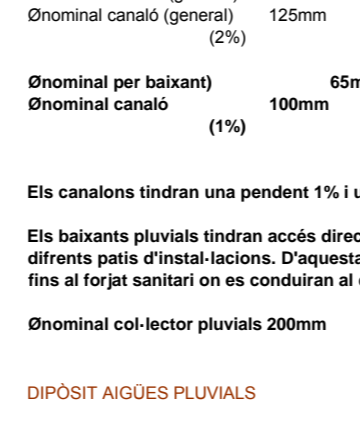 Ønominal canaló (general) 125mm
(2%)
Ønominal per baixant) 65m
Ønominal canaló 100mm
(1%)
Els canalons tindran una pendent 1% i u
Els baixants pluvials tindran accés direc
difrents patis d'instal·lacions. D'aquesta
fins al forjat sanitari on es conduiran al
Ønominal col·lector pluvials 200mm
DIPÒSIT AIGÜES PLUVIALS